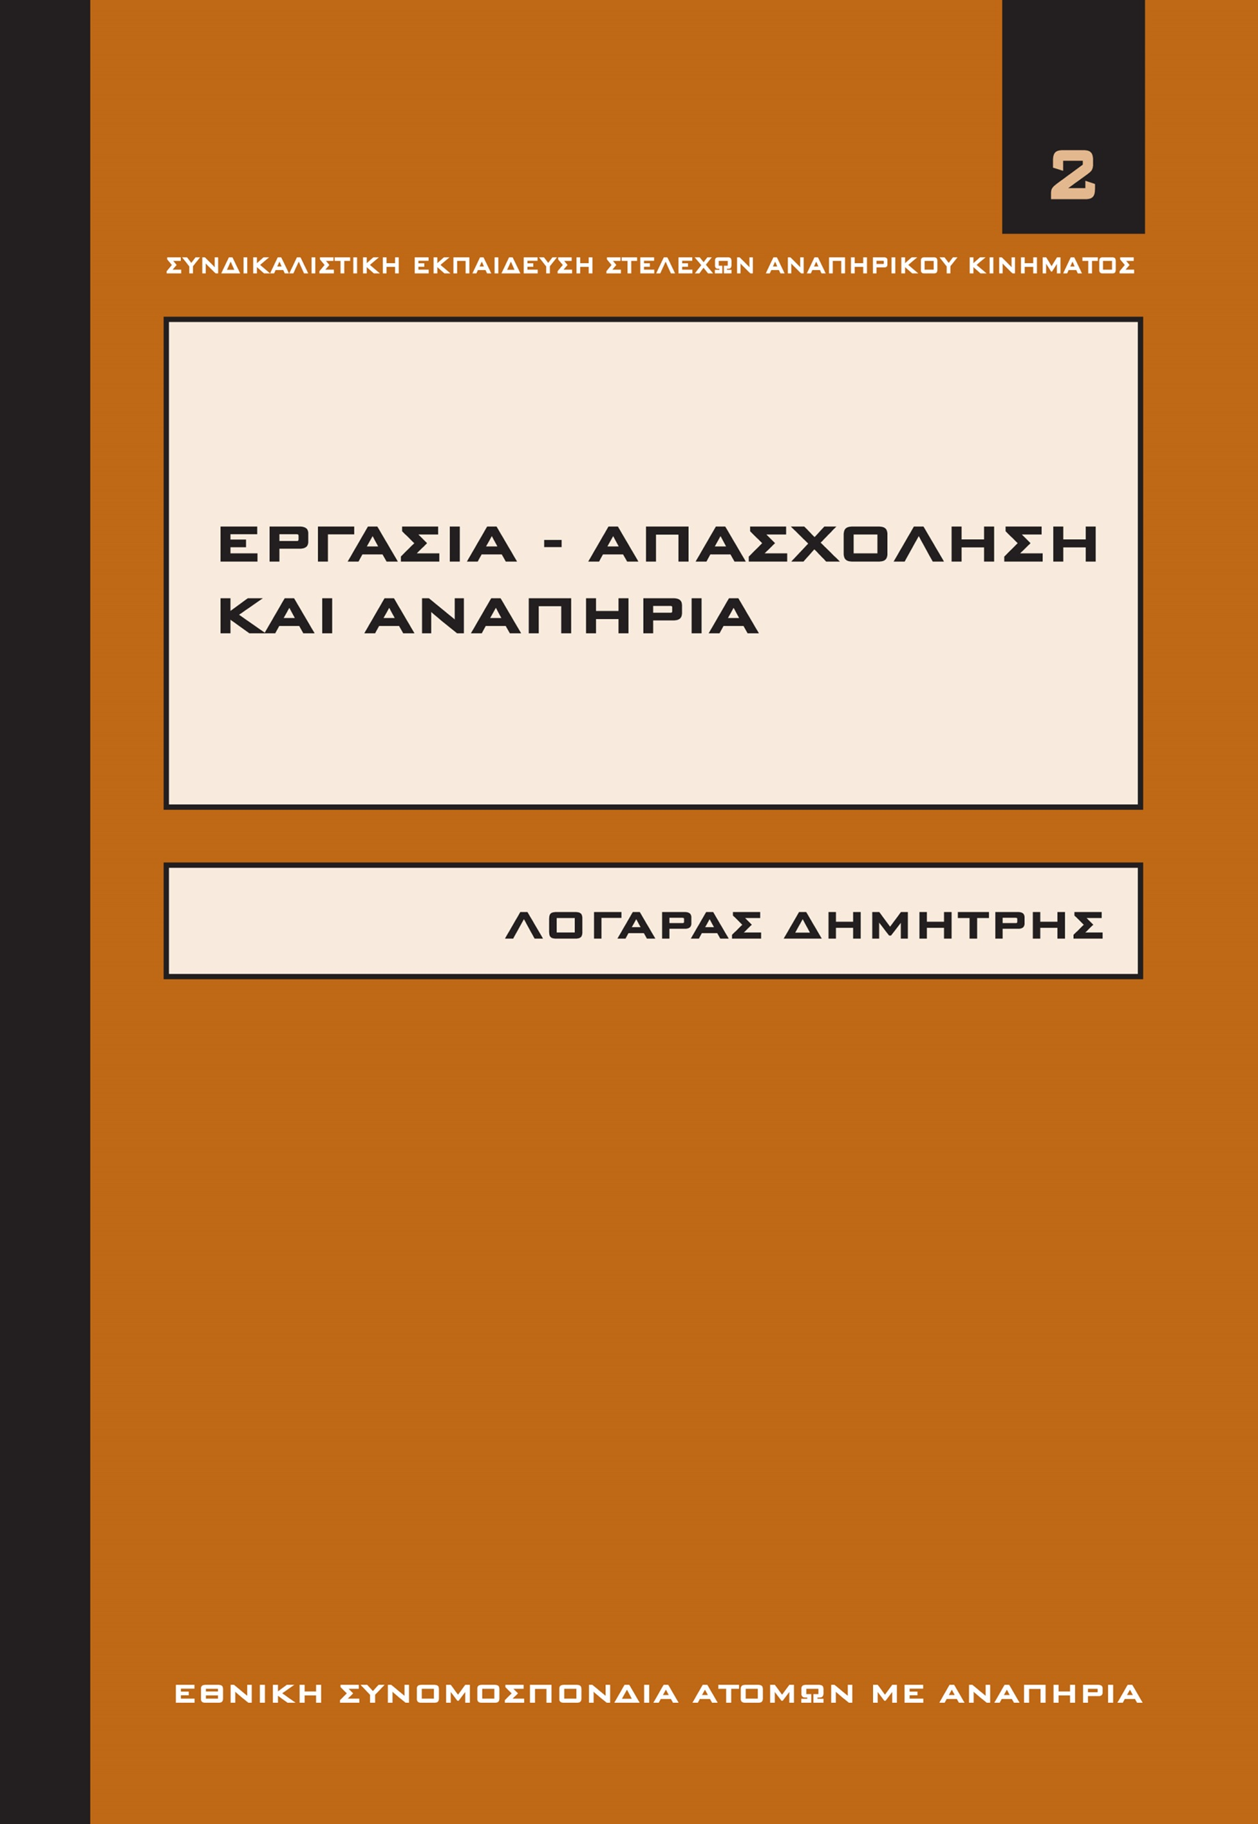 2
ΣΥΝΔΙΚΑΛΙΣΤΙΚΗ ΕΚΠΑΙΔΕΥΣΗ ΣΤΕΛΕΧΩΝ ΑΝΑΠΗΡΙΚΟΥ ΚΙΝΗΜΑΤΟΣ
ΕΡΓΑΣΙΑ - ΑΠΑΣΧΟΛΗΣΗ
ΚΑΙ ΑΝΑΠΗΡΙΑ
ΛΟΓΑΡΑΣ ΔΗΜΗΤΡΗΣ
ΕΘΝΙΚΗ ΣΥΝΟΜΟΣΠΟΝΔΙΑ ΑΤΟΜΩΝ ΜΕ ΑΝΑΠΗΡΙΑ